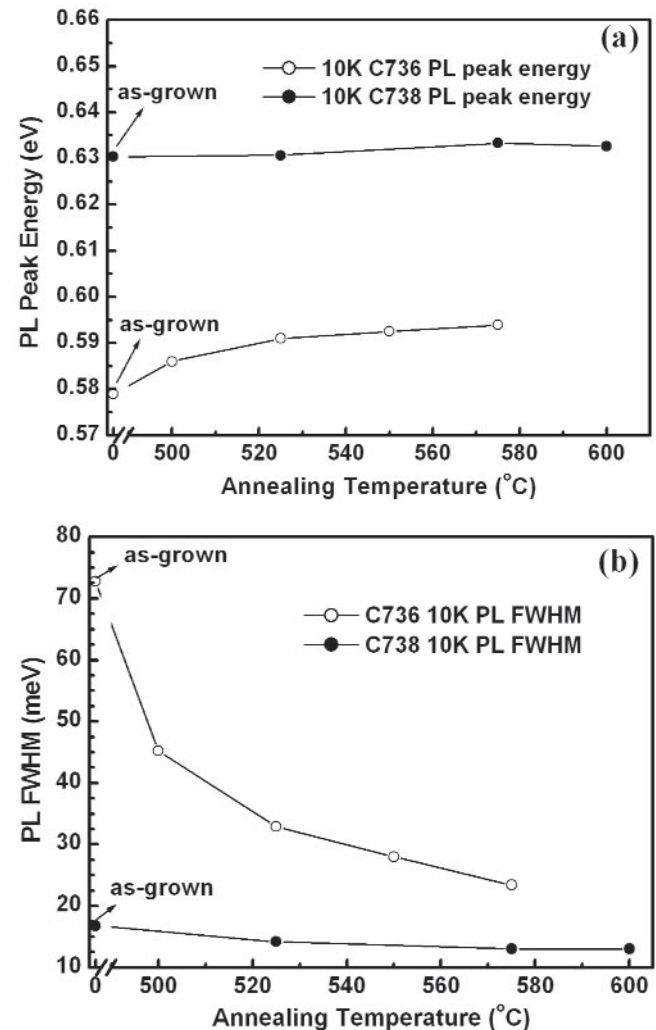 (a)
10K C736 PL peak energy
10K C738 PL peak energy
as-grown
as-grown
PL Peak Energy (eV)
0.66
0.65
0.64
0.63
0.62
0.61
0.60
0.59
0.58
0.57
0 500 520 540 560 580 600
Annealing Temperature (°C)
(b)
as-grown
C736 10K PL FWHM
C738 10K PL FWHM
as-grown
PL FWHM (meV)
80
70
60
50
40
30
20
10
0 500 520 540 560 580 600
Annealing Temperature (°C)